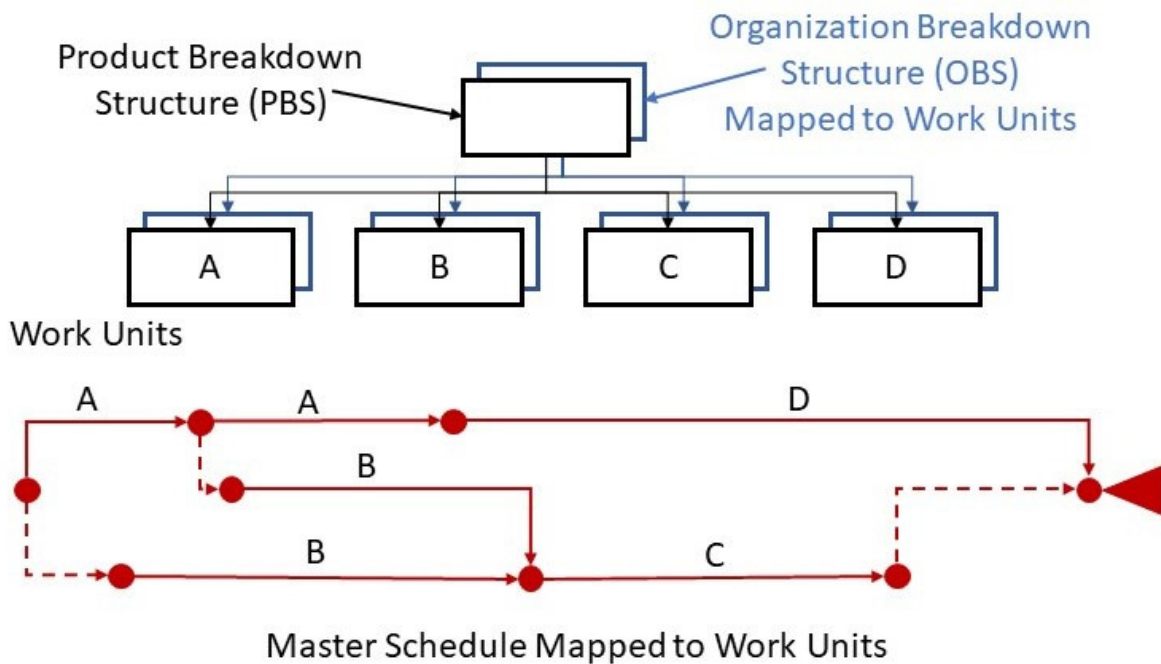 Product Breakdown
Structure (PBS)
Organization Breakdown
Structure (OBS)
Mapped to Work Units
A
B
C
D
Work Units
A
A
D
B
B
C
Master Schedule Mapped to Work Units